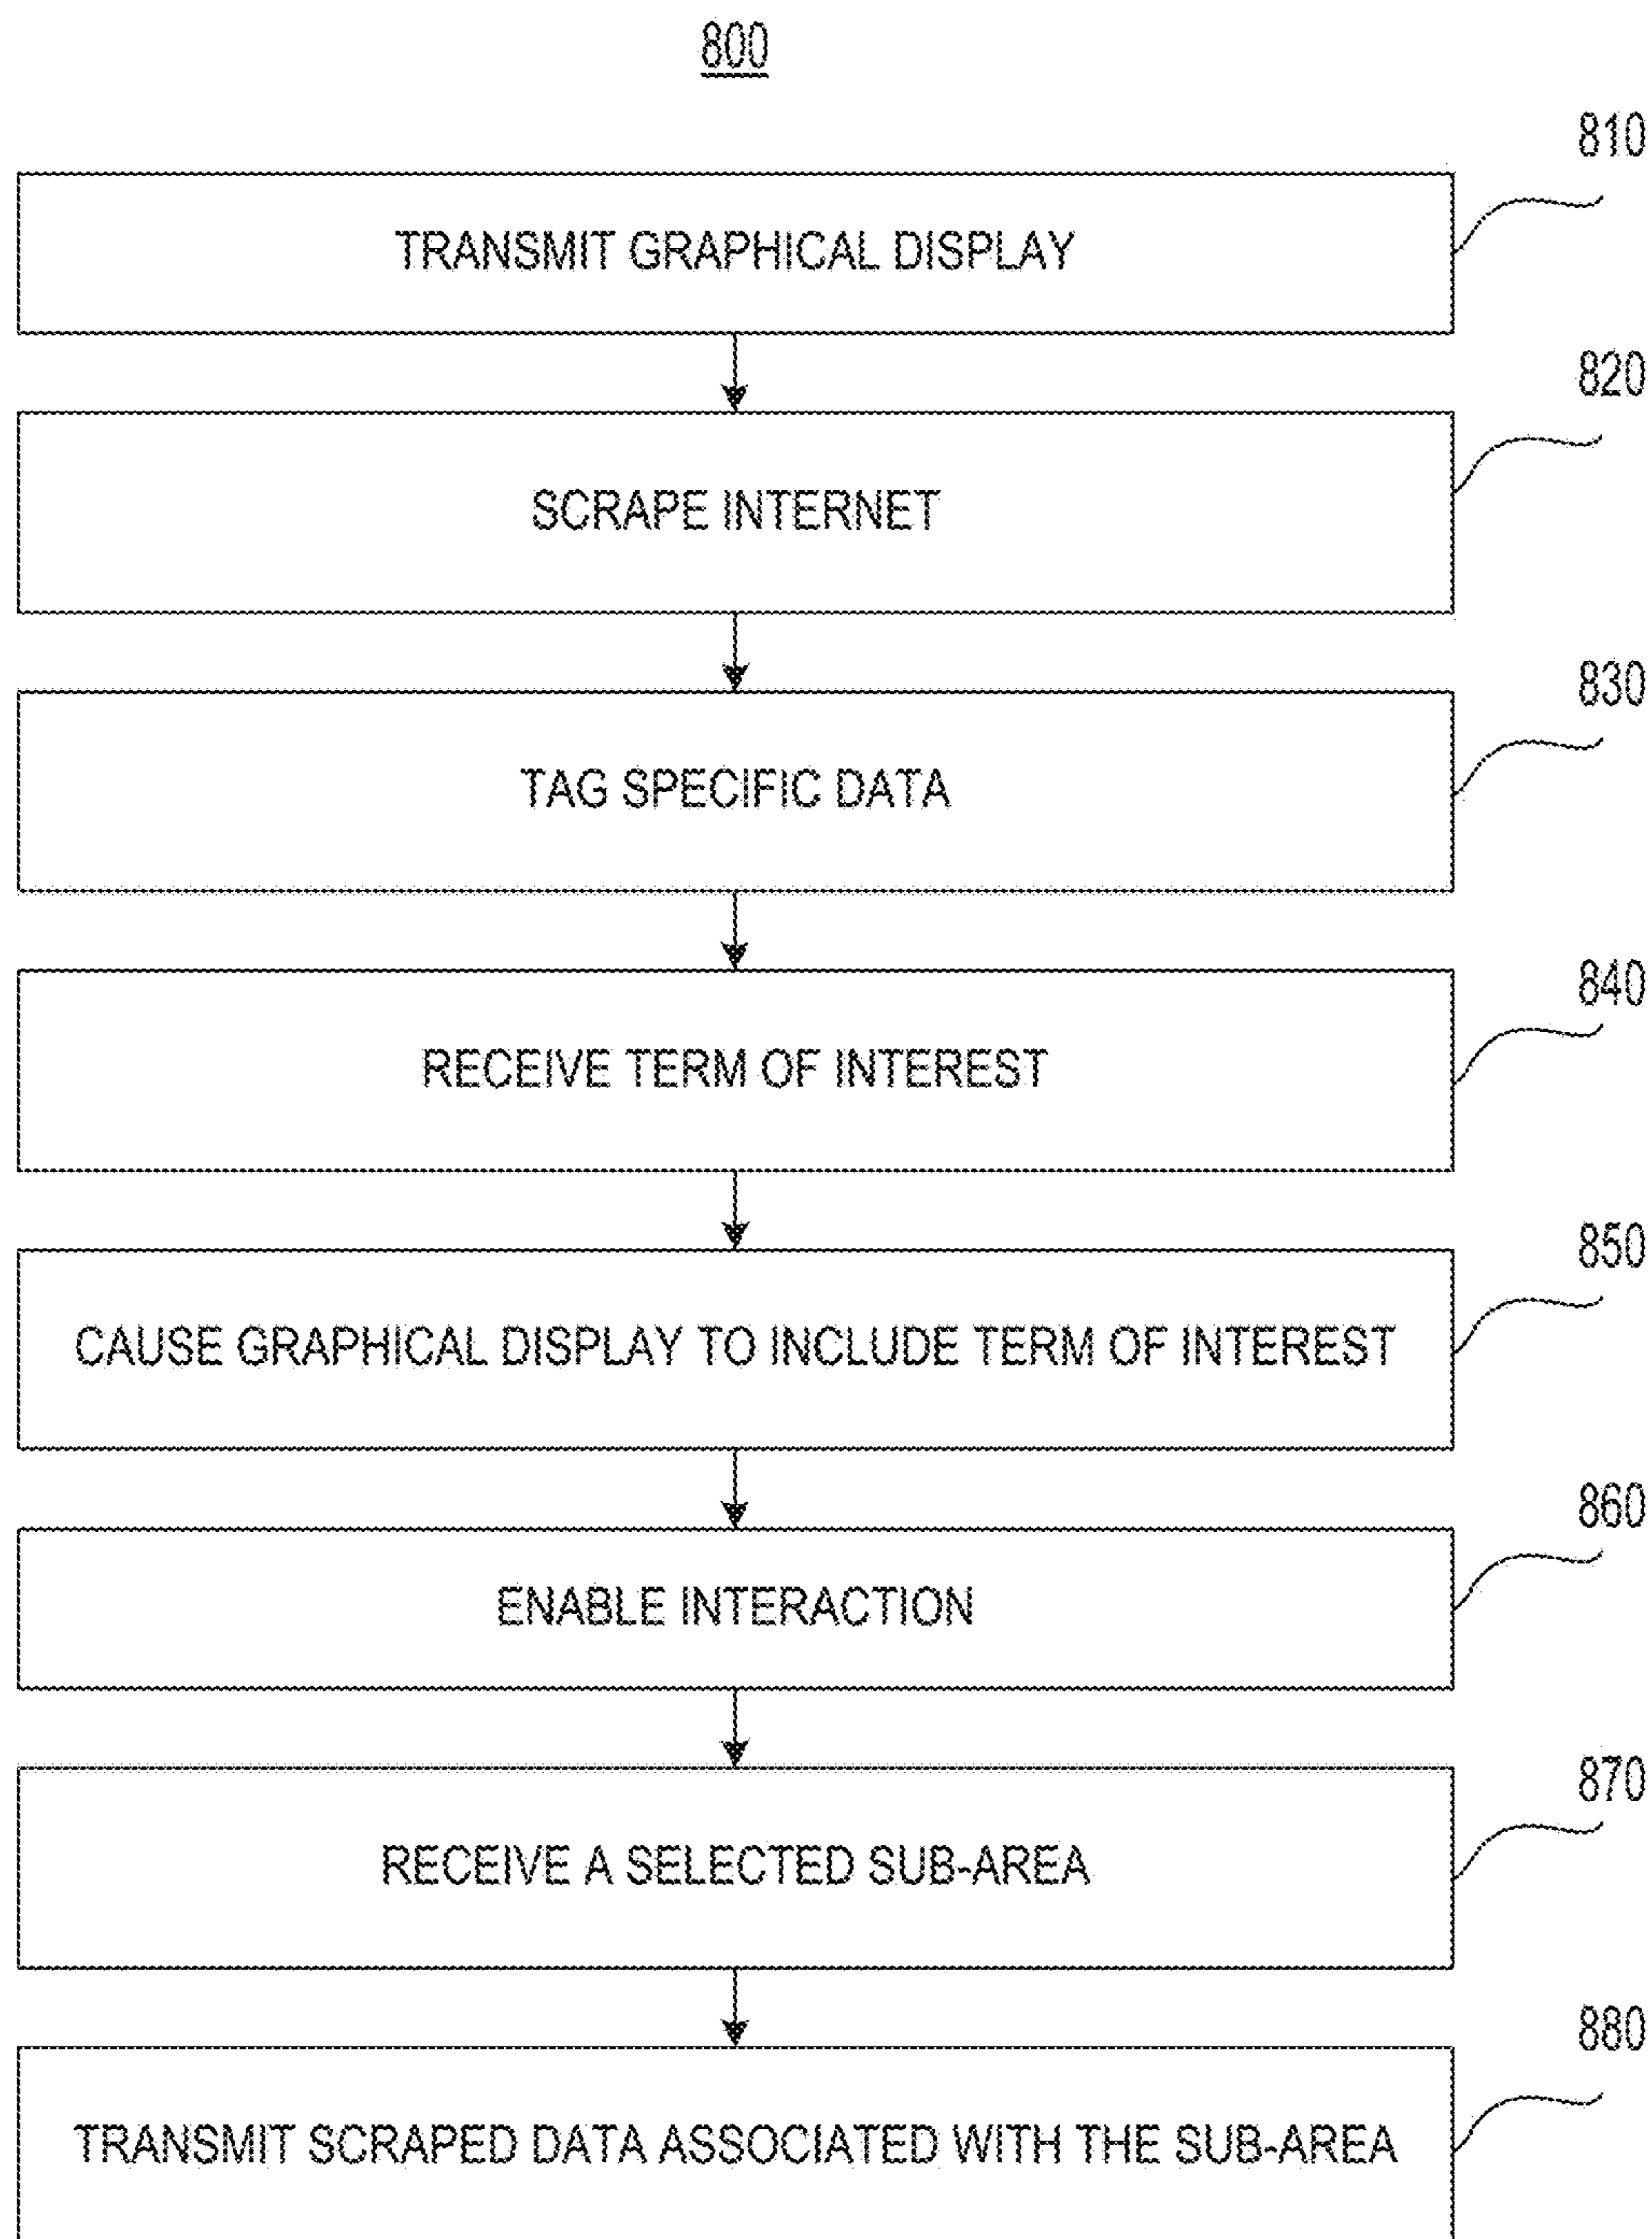 800
810
TRANSMIT GRAPHICAL DISPLAY
820
SCRAPE INTERNET
830
TAG SPECIFIC DATA
840
RECEIVE TERM OF INTEREST
850
CAUSE GRAPHICAL DISPLAY TO INCLUDE TERM OF INTEREST
860
ENABLE INTERACTION
870
RECEIVE A SELECTED SUB-AREA
880
TRANSMIT SCRAPED DATA ASSOCIATED WITH THE SUB-AREA